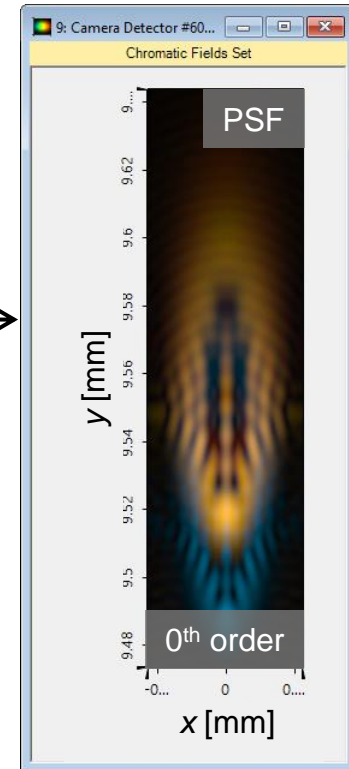 9: Camera Detector #60...
Chromatic Fields Set
PSF
9....
9.62
9.6
9.58
9.56
9.54
9.52
9.5
9.48
y [mm]
0th order
-0... 0 0....
x [mm]